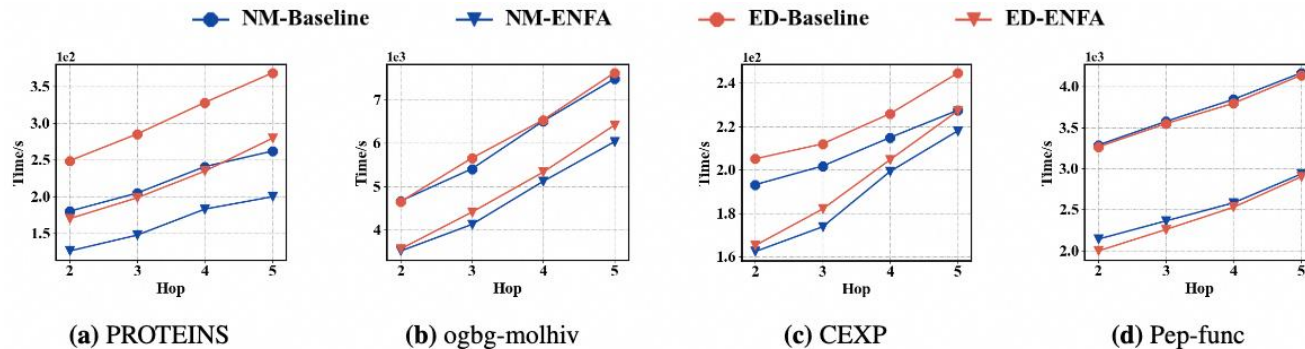 NM-Baseline NM-ENFA ED-Baseline ED-ENFA
1e2
3.5
3.0
2.5
2.0
1.5
Time/s
2 3 4 5
Hop
(a) PROTEINS
1e3
7
6
5
4
Time/s
2 3 4 5
Hop
(b) ogbg-molhiv
1e2
2.4
2.2
2.0
1.8
1.6
Time/s
2 3 4 5
Hop
(c) CEXP
1e3
4.0
3.5
3.0
2.5
2.0
Time/s
2 3 4 5
Hop
(d) Pep-func